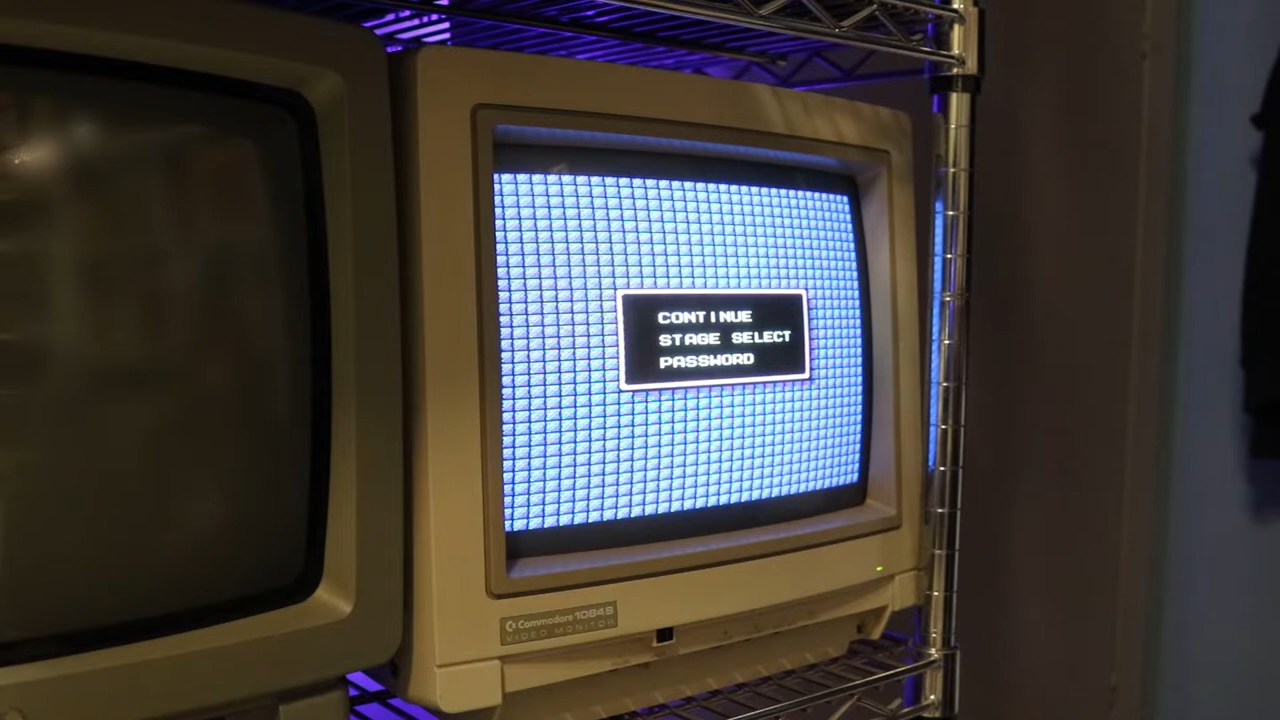 CONTINUE
STAGE SELECT
PASSWORD
Commodore 1084S
VIDEO MONITOR